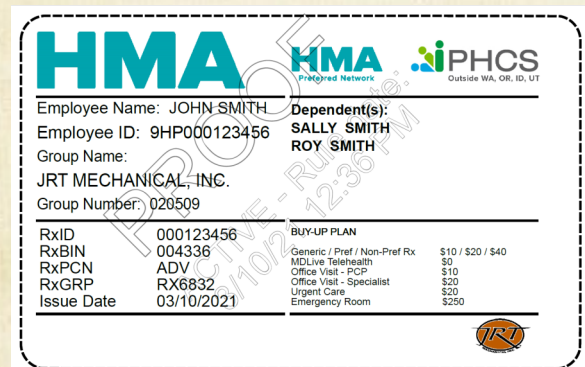 HMA
HMA
Preferred Network
PHCS
Outside WA, OR, ID, UT
Employee Name: JOHN SMITH
Employee ID: 9HP000123456
Group Name:
JRT MECHANICAL, INC.
Group Number: 020509
Dependent(s):
SALLY SMITH
ROY SMITH
RxID 000123456
RxBIN 004336
RxPCN ADV
RxGRP RX6832
Issue Date 03/10/2021
BUY-UP PLAN
Generic / Pref / Non-Pref Rx $10 / $20 / $40
MDLive Telehealth $0
Office Visit - PCP $10
Office Visit - Specialist $20
Urgent Care $20
Emergency Room $250
JRT
PROOF
ACTIVE - Run Date:
3/10/21 12:36 PM